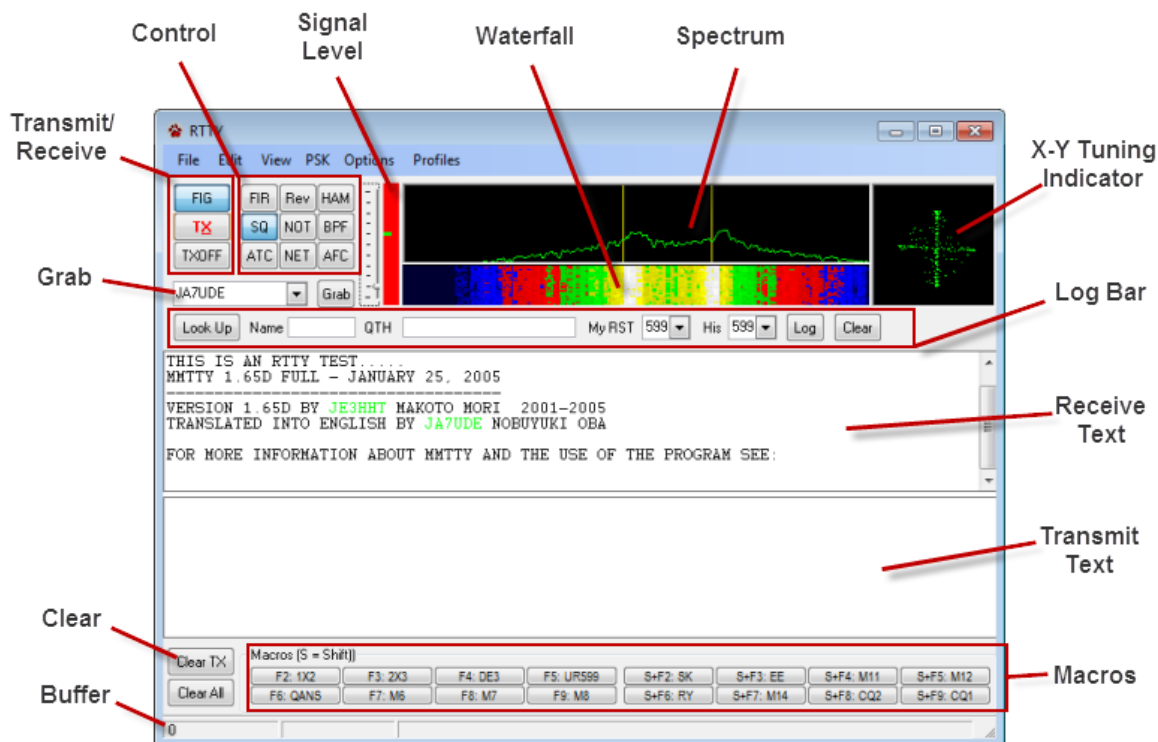 Control
Signal
Level
Waterfall
Spectrum
Transmit/
Receive
X-Y Tuning
Indicator
RTTY
File Edit View PSK Options Profiles
FIG FIR Rev HAM
TX SQ NOT BPF
TXOFF ATC NET AFC
Grab
JA7UDE Grab
Log Bar
Look Up Name QTH My RST 599 His 599 Log Clear
THIS IS AN RTTY TEST.....
MMTTY 1.65D FULL - JANUARY 25, 2005
----------------------------------------
VERSION 1.65D BY JE3HHT MAKOTO MORI 2001-2005
TRANSLATED INTO ENGLISH BY JA7UDE NOBUYUKI OBA
FOR MORE INFORMATION ABOUT MMTTY AND THE USE OF THE PROGRAM SEE:
Receive
Text
Transmit
Text
Clear
Clear TX
Macros (S = Shift))
F2: 1X2 F3: 2X3 F4: DE3 F5: UR599 S+F2: SK S+F3: EE S+F4: M11 S+F5: M12
Clear All
F6: QANS F7: M6 F8: M7 F9: M8 S+F6: RY S+F7: M14 S+F8: CQ2 S+F9: CQ1
Macros
Buffer
0